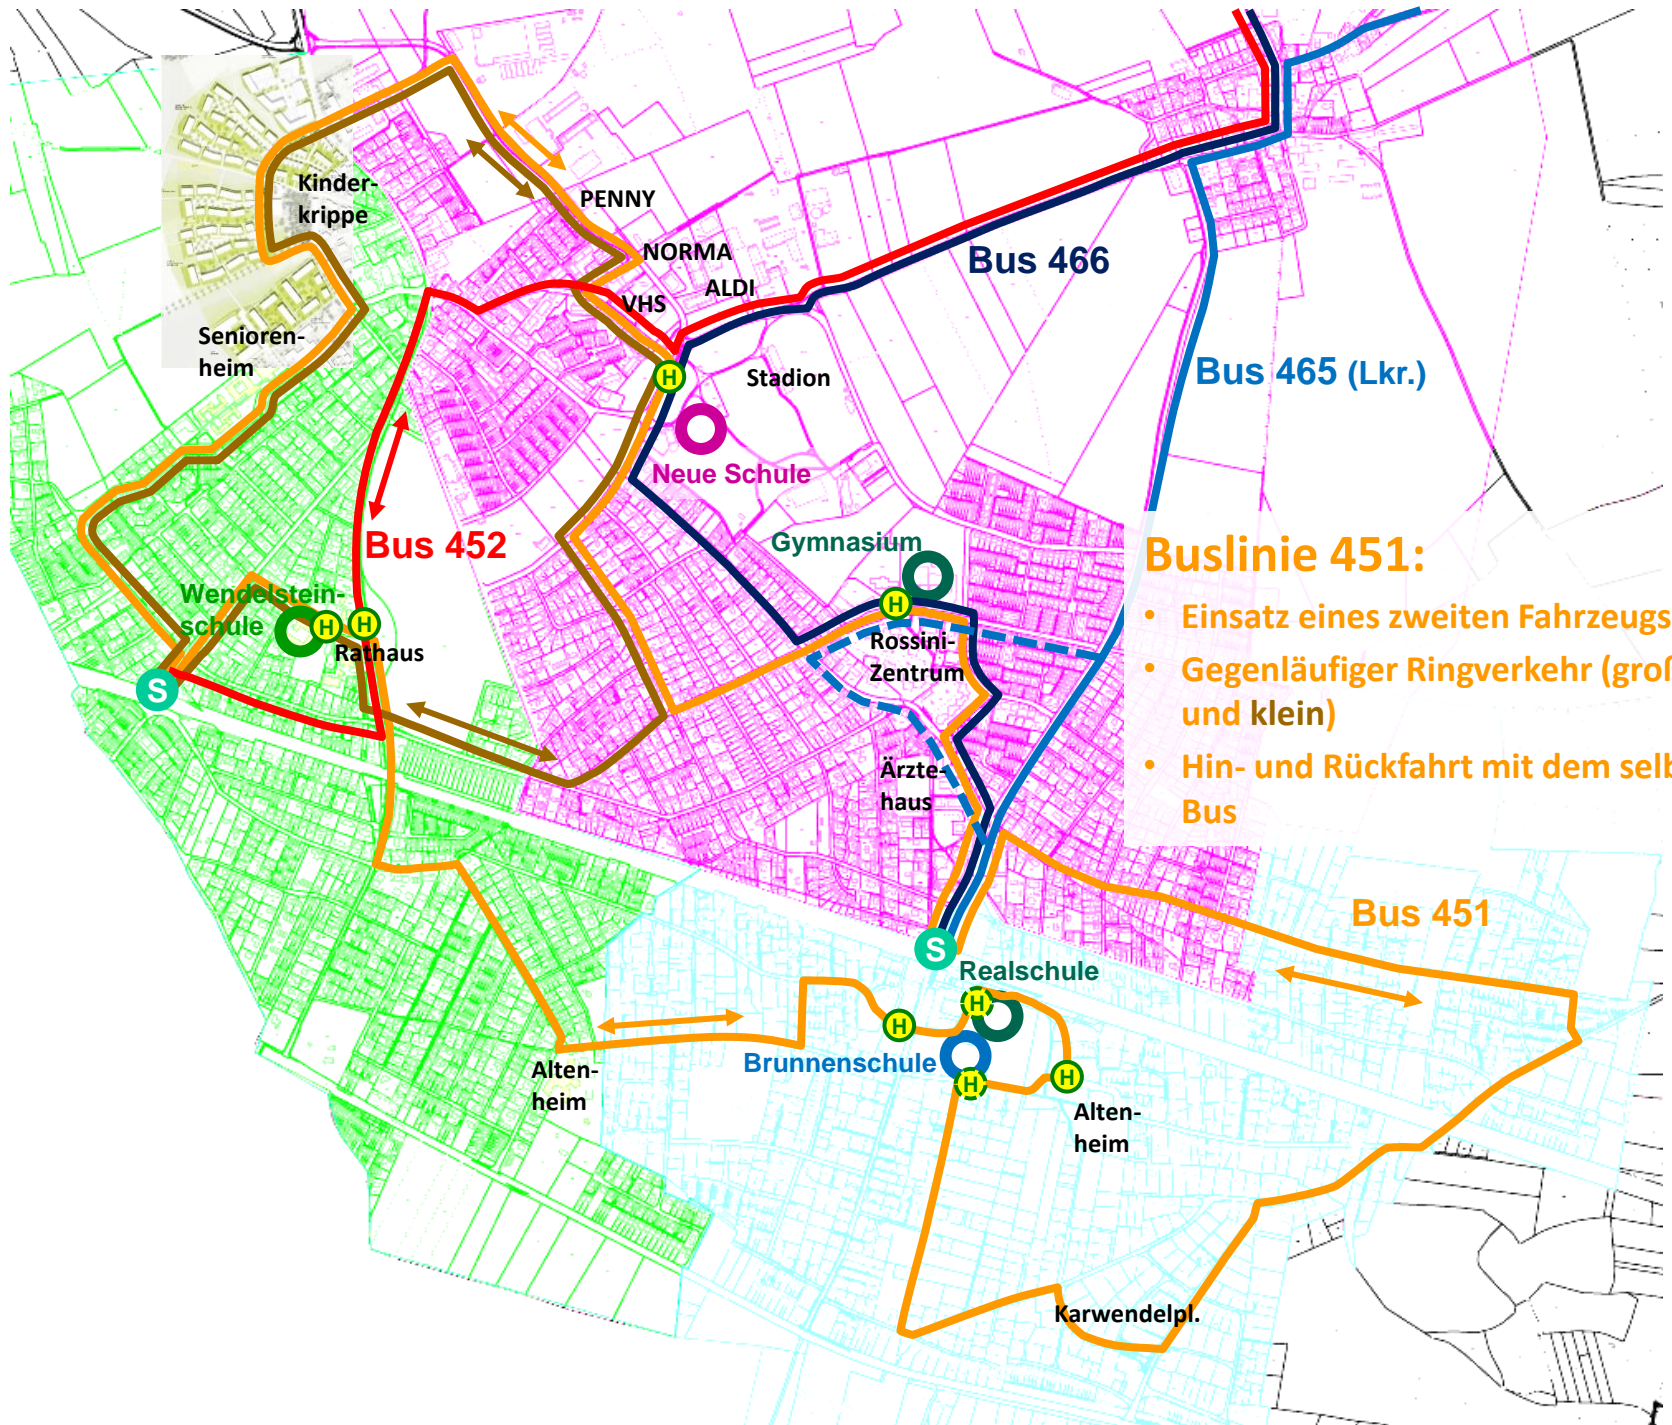 Kinder-
krippe
PENNY
NORMA
ALDI
VHS
Bus 466
Senioren-
heim
H
Stadion
Bus 465 (Lkr.)
Neue Schule
Bus 452
Gymnasium
Buslinie 451:
• Einsatz eines zweiten Fahrzeugs
• Gegenläufiger Ringverkehr (groß
und klein)
• Hin- und Rückfahrt mit dem selb
Bus
Wendelstein-
schule
H
H
Rathaus
S
H
Rossini-
Zentrum
Ärzte-
haus
Bus 451
S
Realschule
H
H
Brunnenschule
H
H
Alten-
heim
Alten-
heim
Karwendelpl.